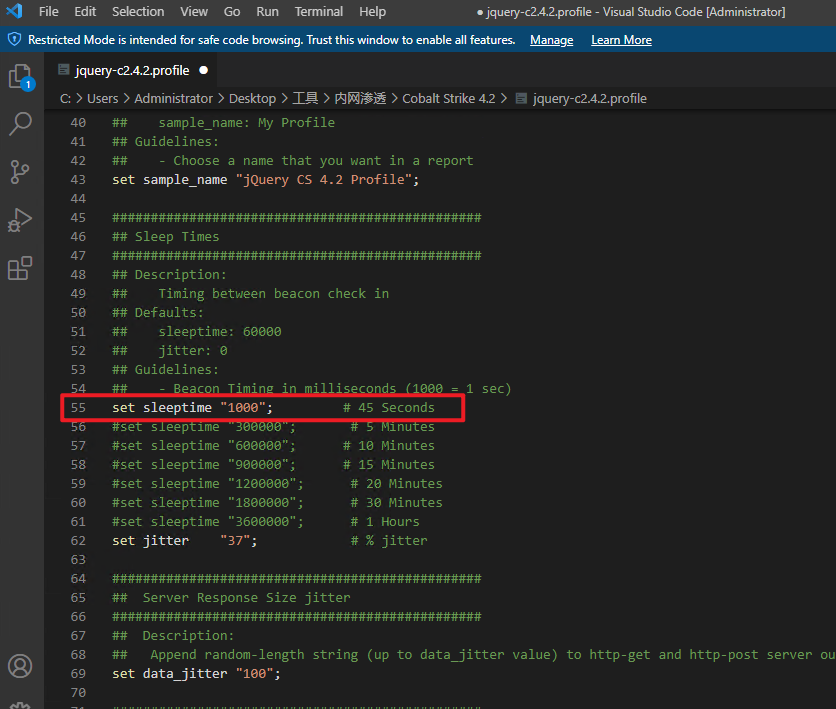 File Edit Selection View Go Run Terminal Help ● jquery-c2.4.2.profile - Visual Studio Code [Administrator]
Restricted Mode is intended for safe code browsing. Trust this window to enable all features. Manage Learn More
jquery-c2.4.2.profile ●
1
C: > Users > Administrator > Desktop > 工具 > 内网渗透 > Cobalt Strike 4.2 > jquery-c2.4.2.profile
40 ##    sample_name: My Profile
41 ## Guidelines:
42 ##    - Choose a name that you want in a report
43 set sample_name "jQuery CS 4.2 Profile";
44
45 ################################################
46 ## Sleep Times
47 ################################################
48 ## Description:
49 ##    Timing between beacon check in
50 ## Defaults:
51 ##    sleeptime: 60000
52 ##    jitter: 0
53 ## Guidelines:
54 ##    - Beacon Timing in milliseconds (1000 = 1 sec)
55 set sleeptime "1000";         # 45 Seconds
56 #set sleeptime "300000";       # 5 Minutes
57 #set sleeptime "600000";      # 10 Minutes
58 #set sleeptime "900000";      # 15 Minutes
59 #set sleeptime "1200000";      # 20 Minutes
60 #set sleeptime "1800000";      # 30 Minutes
61 #set sleeptime "3600000";      # 1 Hours
62 set jitter    "37";            # % jitter
63
64 ################################################
65 ##  Server Response Size jitter
66 ################################################
67 ##  Description:
68 ##   Append random-length string (up to data_jitter value) to http-get and http-post server ou
69 set data_jitter "100";
70